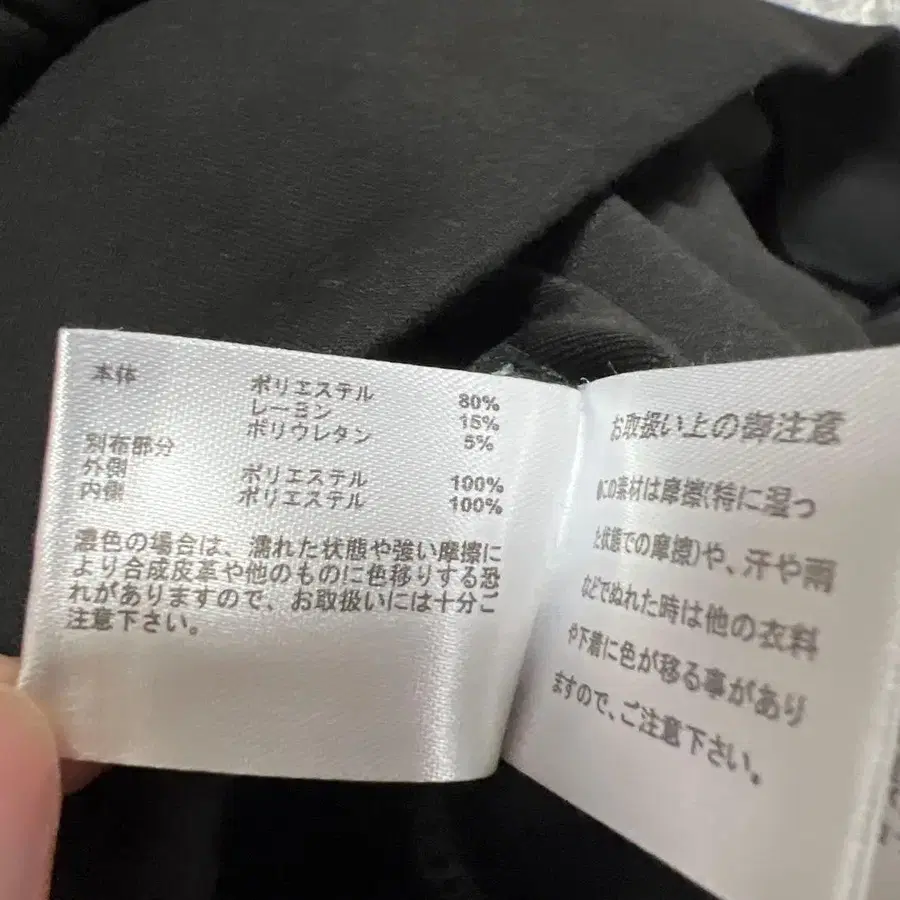 本体 ポリエステル 80%
レーヨン 15%
ポリウレタン 5%
別布部分
外側 ポリエステル 100%
内側 ポリエステル 100%
濃色の場合は、濡れた状態や強い摩擦に
より合成皮革や他のものに色移りする恐
れがありますので、お取扱いには十分ご
注意下さい。
お取扱い上の御注意
この素材は摩擦(特に湿っ
た状態での摩擦)や、汗や雨
などでぬれた時は他の衣料
や下着に色が移る事があり
ますので、ご注意下さい。